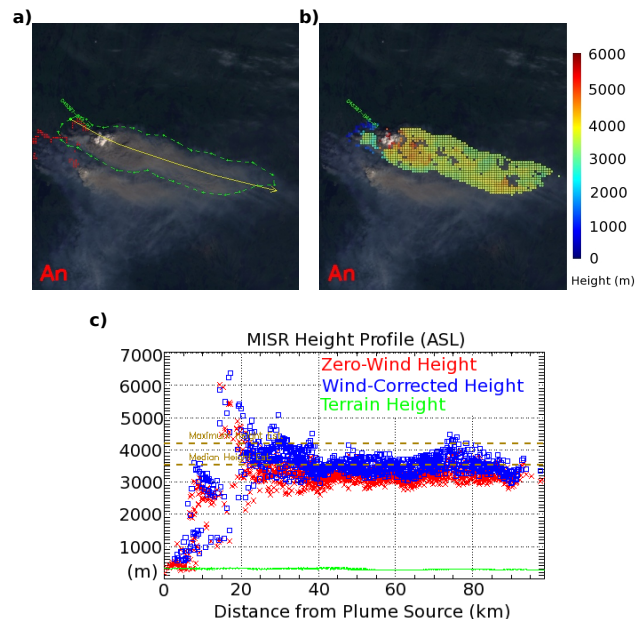 a)
b)
An
An
6000
5000
4000
3000
2000
1000
0
Height (m)
c)
MISR Height Profile (ASL)
7000
6000
5000
4000
3000
2000
1000
(m)
Zero-Wind Height
Wind-Corrected Height
Terrain Height
Median Height
0
20
40
60
80
Distance from Plume Source (km)